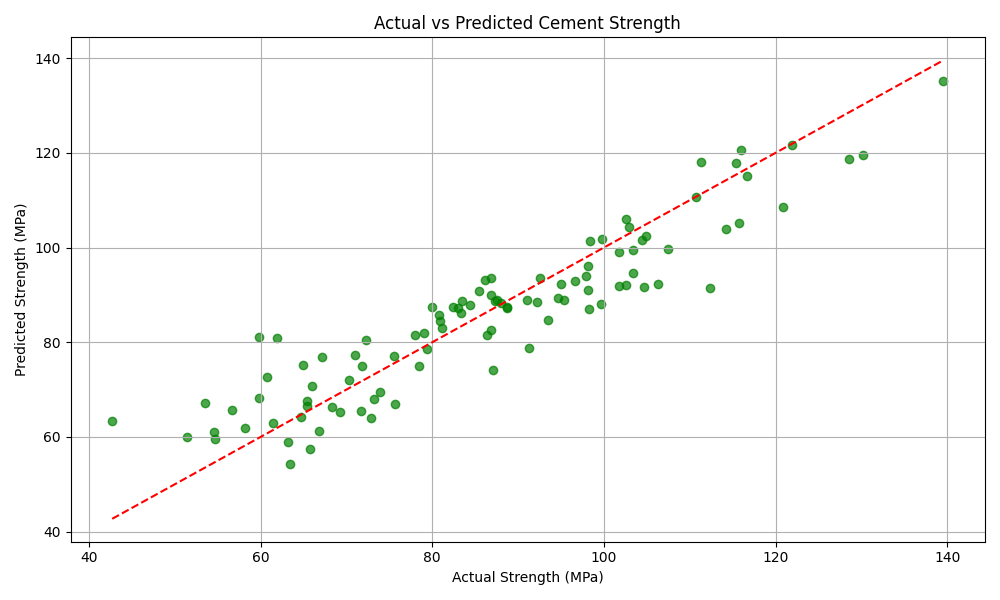 Actual vs Predicted Cement Strength
Predicted Strength (MPa)
140
120
100
80
60
40
40 60 80 100 120 140
Actual Strength (MPa)